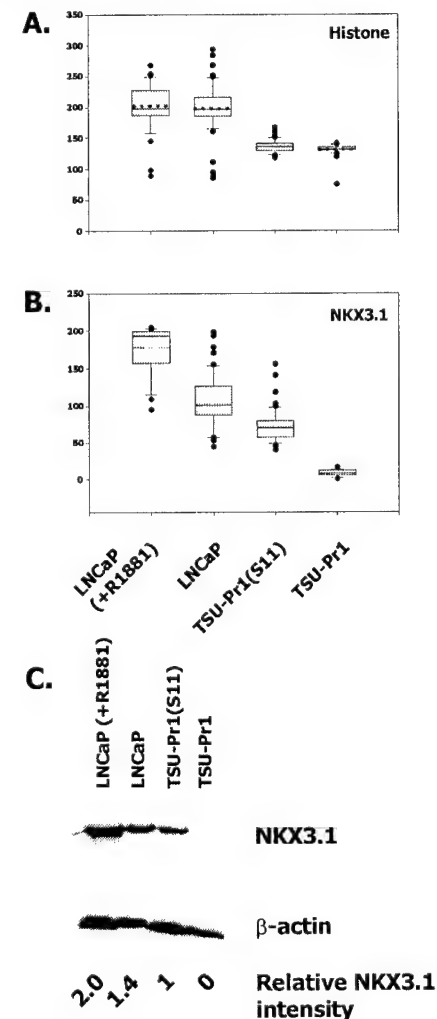 A.
Histone
350
300
250
200
150
100
50
0
B.
NKX3.1
250
200
150
100
50
0
LNCaP
(+R1881)
LNCaP
TSU-Pr1(S11)
TSU-Pr1
C.
LNCaP (+R1881)
LNCaP
TSU-Pr1(S11)
TSU-Pr1
NKX3.1
β-actin
2.0 1.4 1 0 Relative NKX3.1
intensity